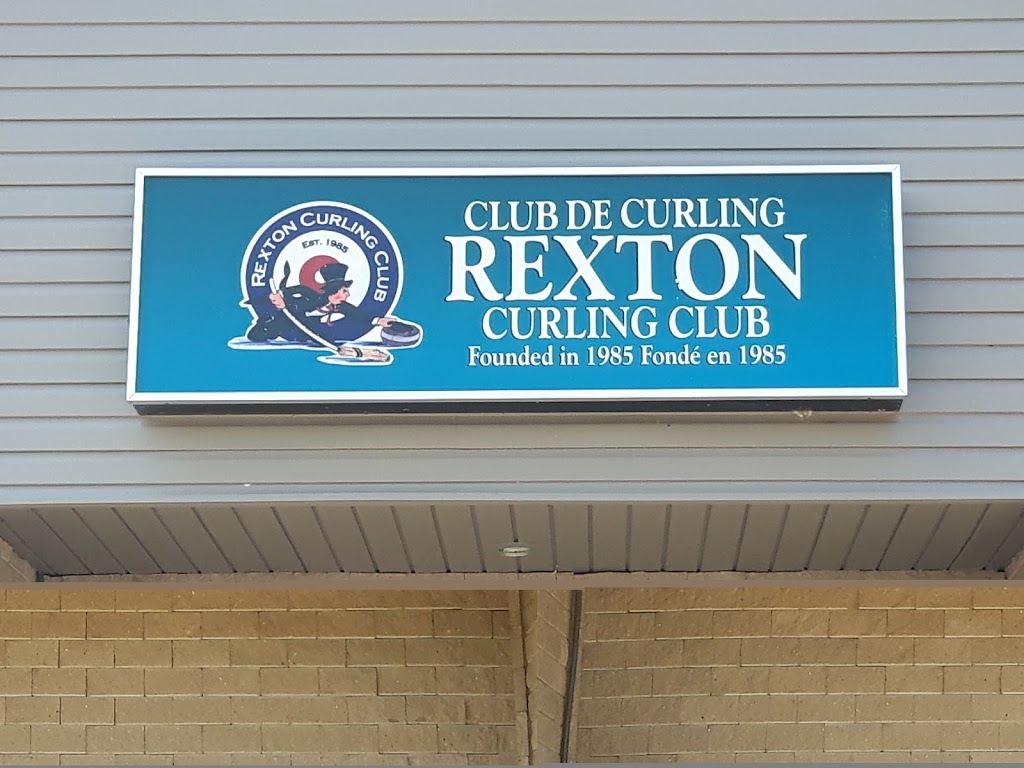 REXTON CURLING CLUB
EST. 1985
CLUB DE CURLING
REXTON
CURLING CLUB
Founded in 1985 Fondé en 1985